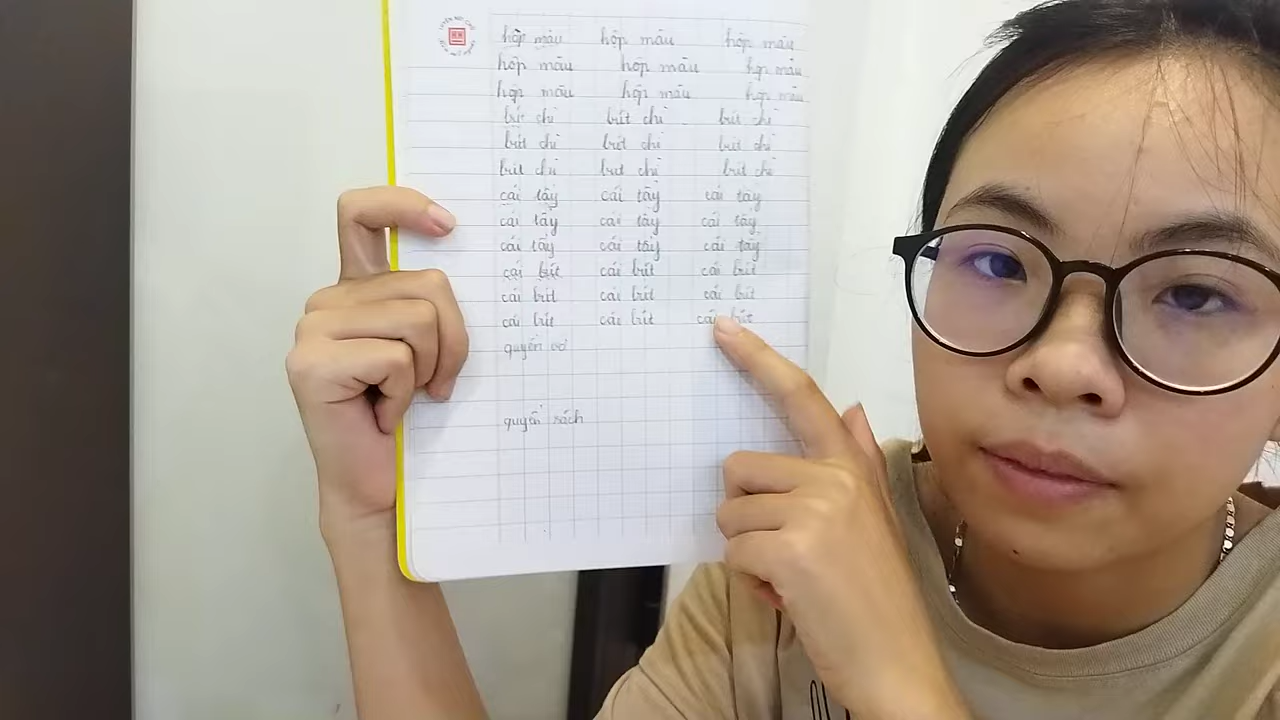 hộp màu hộp màu hộp màu
hộp màu hộp màu hộp màu
hộp màu hộp màu hộp màu
bút chì bút chì bút chì
bút chì bút chì bút chì
bút chì bút chì bút chì
cái tẩy cái tẩy cái tẩy
cái tẩy cái tẩy cái tẩy
cái tẩy cái tẩy cái tẩy
cái bút cái bút cái bút
cái bút cái bút cái bút
cái bút cái bút cái bút
quyển vở
quyển sách